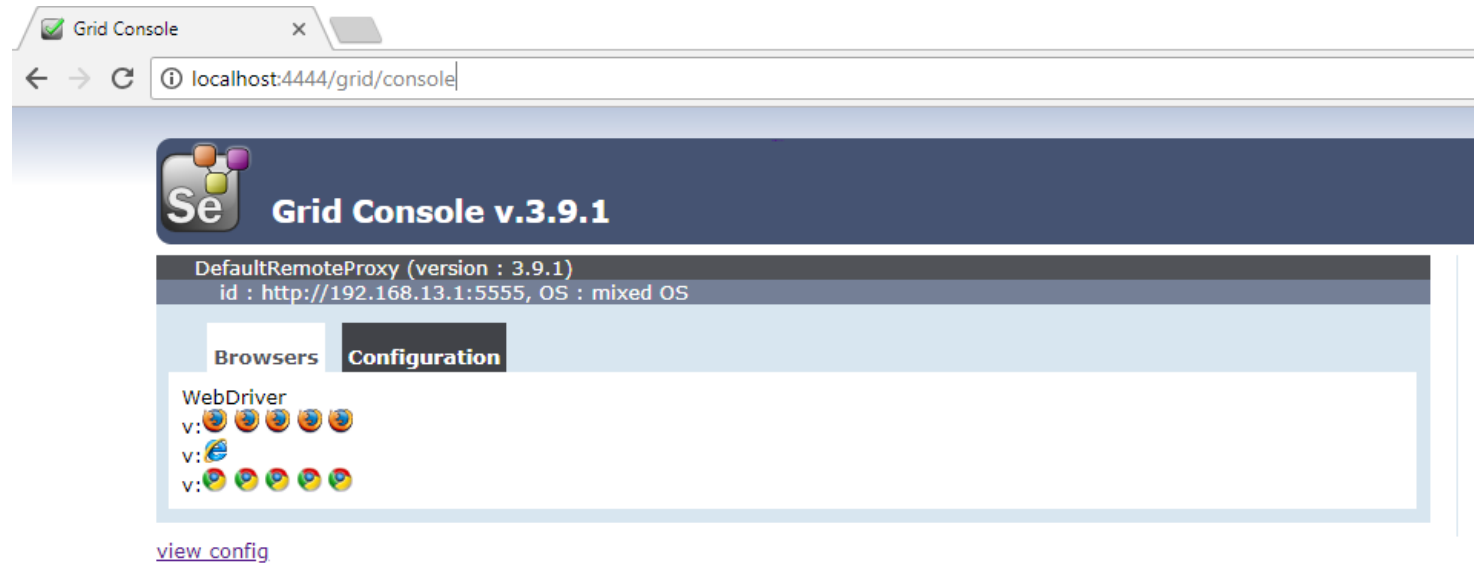 Grid Console
localhost:4444/grid/console
Se
Grid Console v.3.9.1
DefaultRemoteProxy (version : 3.9.1)
id : http://192.168.13.1:5555, OS : mixed OS
Browsers Configuration
WebDriver
v:
v:
v:
view config